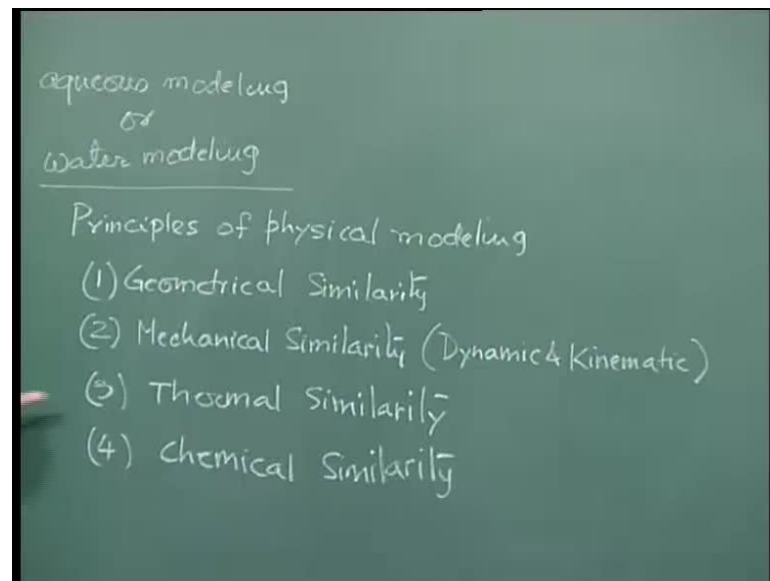 aqueous modeling
or
water modeling
Principles of physical modeling
(1) Geometrical Similarity
(2) Mechanical Similarity (Dynamic & Kinematic)
(3) Thermal Similarity
(4) Chemical Similarity